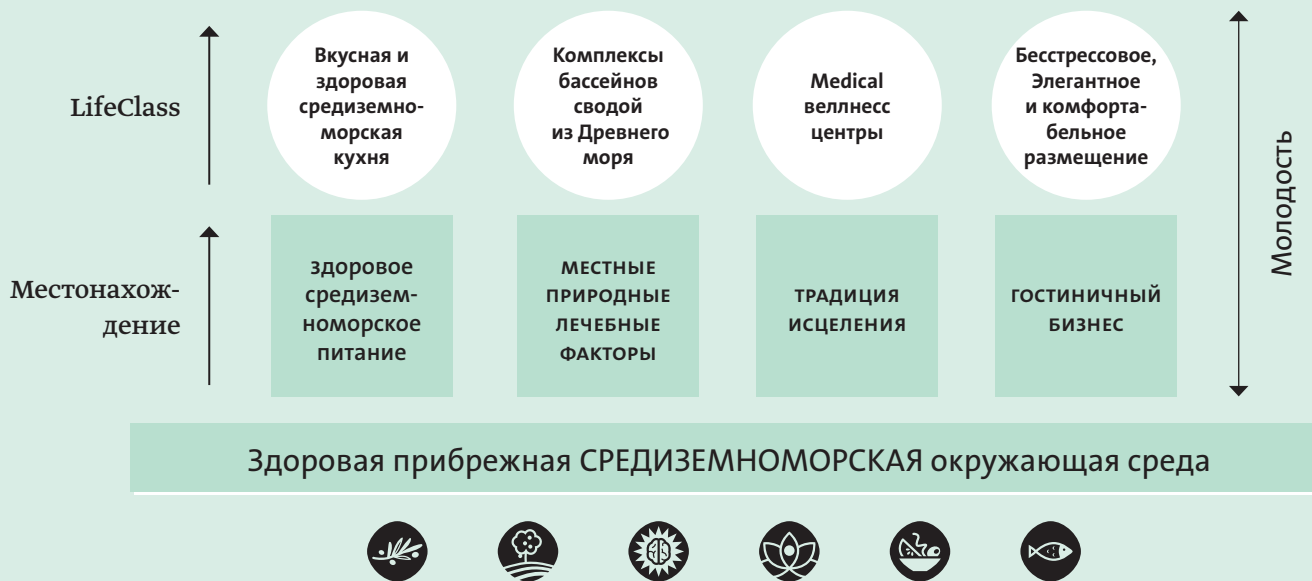 LifeClass
Вкусная и
здоровая
средиземно-
морская
кухня
Комплексы
бассейнов
сводой
из Древнего
моря
Medical
веллнесс
центры
Бесстрессовое,
Элегантное
и комфорта-
бельное
размещение
Молодость
Местонахож-
дение
здоровое
средизем-
номорское
питание
МЕСТНЫЕ
ПРИРОДНЫЕ
ЛЕЧЕБНЫЕ
ФАКТОРЫ
ТРАДИЦИЯ
ИСЦЕЛЕНИЯ
ГОСТИНИЧНЫЙ
БИЗНЕС
Здоровая прибрежная СРЕДИЗЕМНОМОРСКАЯ окружающая среда